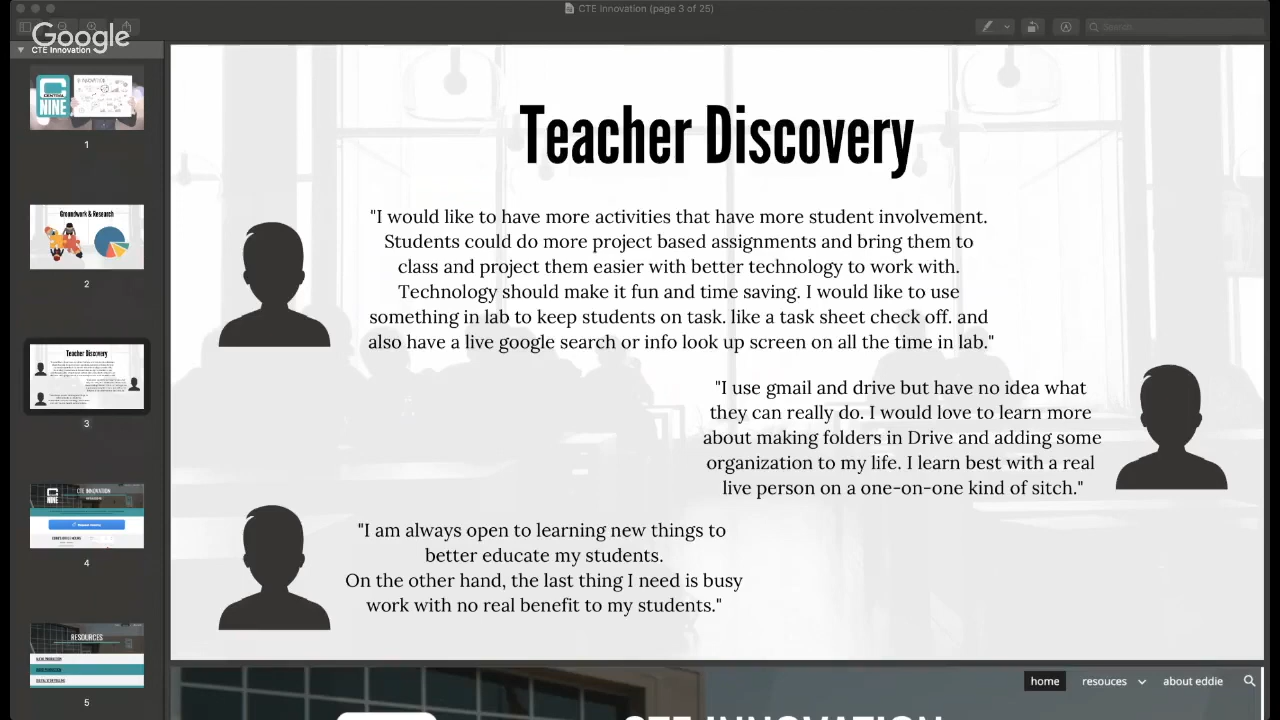 CTE Innovation (page 3 of 25)
Search
Google
CTE Innovation
CENTRAL
NINE
1
Groundwork & Research
2
Teacher Discovery
3
NINE
CTE INNOVATION
4
RESOURCES
5
Teacher Discovery
"I would like to have more activities that have more student involvement.
Students could do more project based assignments and bring them to
class and project them easier with better technology to work with.
Technology should make it fun and time saving. I would like to use
something in lab to keep students on task. like a task sheet check off. and
also have a live google search or info look up screen on all the time in lab."
"I use gmail and drive but have no idea what
they can really do. I would love to learn more
about making folders in Drive and adding some
organization to my life. I learn best with a real
live person on a one-on-one kind of sitch."
"I am always open to learning new things to
better educate my students.
On the other hand, the last thing I need is busy
work with no real benefit to my students."
home resouces about eddie
CTE INNOVATION